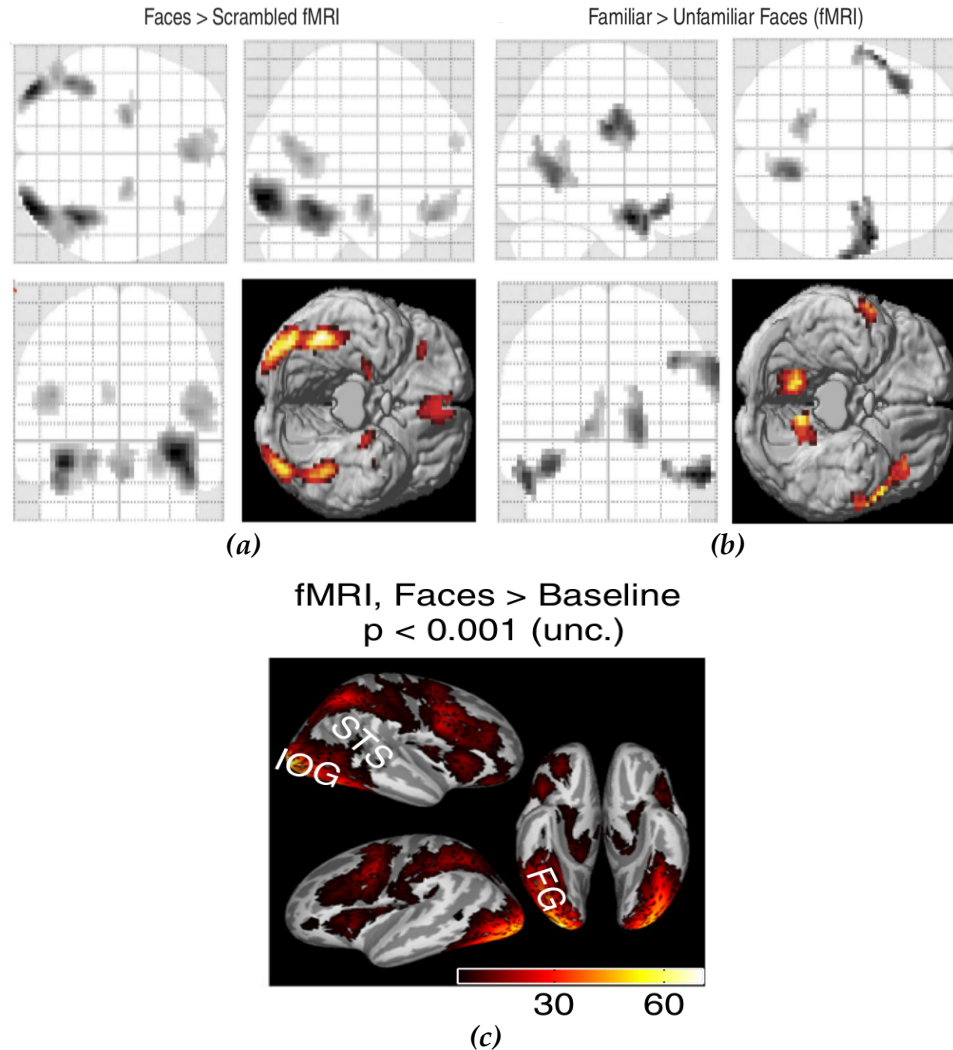 Faces > Scrambled fMRI
Familiar > Unfamiliar Faces (fMRI)
(a)
(b)
fMRI, Faces > Baseline
p < 0.001 (unc.)
STS
IOG
FG
30 60
(c)